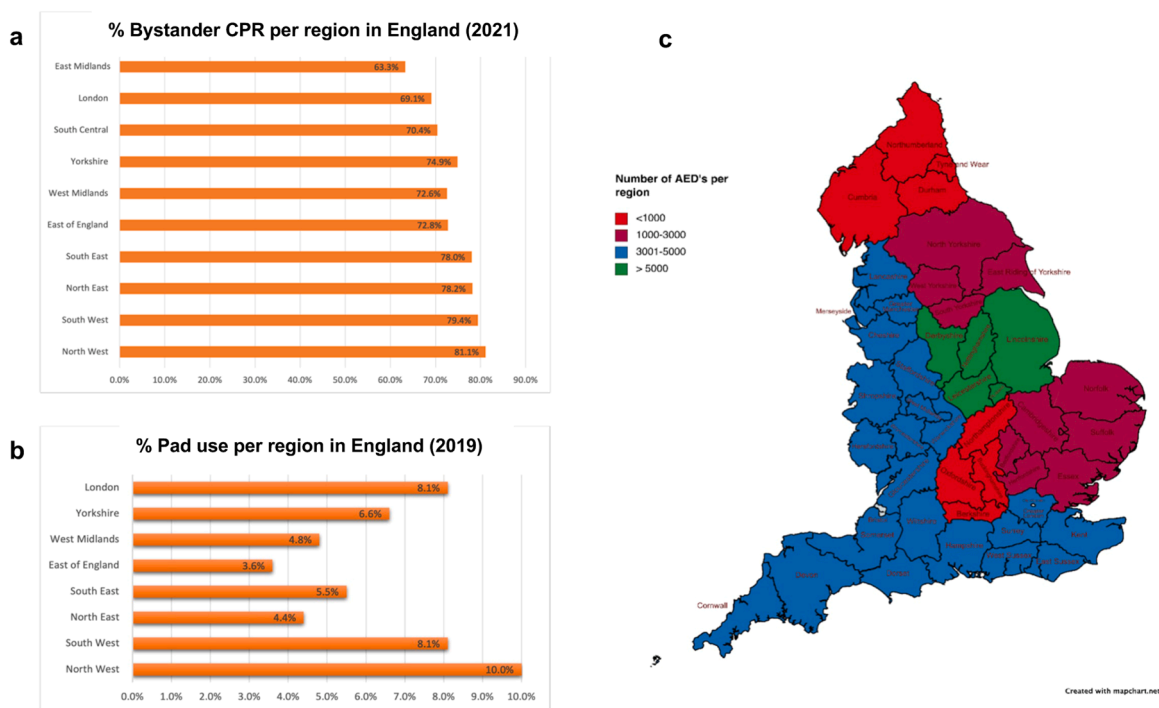 a
% Bystander CPR per region in England (2021)
East Midlands 63.3%
London 69.1%
South Central 70.4%
Yorkshire 74.9%
West Midlands 72.6%
East of England 72.8%
South East 78.0%
North East 78.2%
South West 79.4%
North West 81.1%
0.0% 10.0% 20.0% 30.0% 40.0% 50.0% 60.0% 70.0% 80.0% 90.0%
b
% Pad use per region in England (2019)
London 8.1%
Yorkshire 6.6%
West Midlands 4.8%
East of England 3.6%
South East 5.5%
North East 4.4%
South West 8.1%
North West 10.0%
0.0% 1.0% 2.0% 3.0% 4.0% 5.0% 6.0% 7.0% 8.0% 9.0% 10.0%
c
Number of AED's per
region
<1000
1000-3000
3001-5000
> 5000
Northumberland
Tyne and Wear
Durham
Cumbria
North Yorkshire
East Riding of Yorkshire
Merseyside
Lincolnshire
Norfolk
Suffolk
Essex
Berkshire
Kent
Devon
Cornwall
Created with mapchart.net